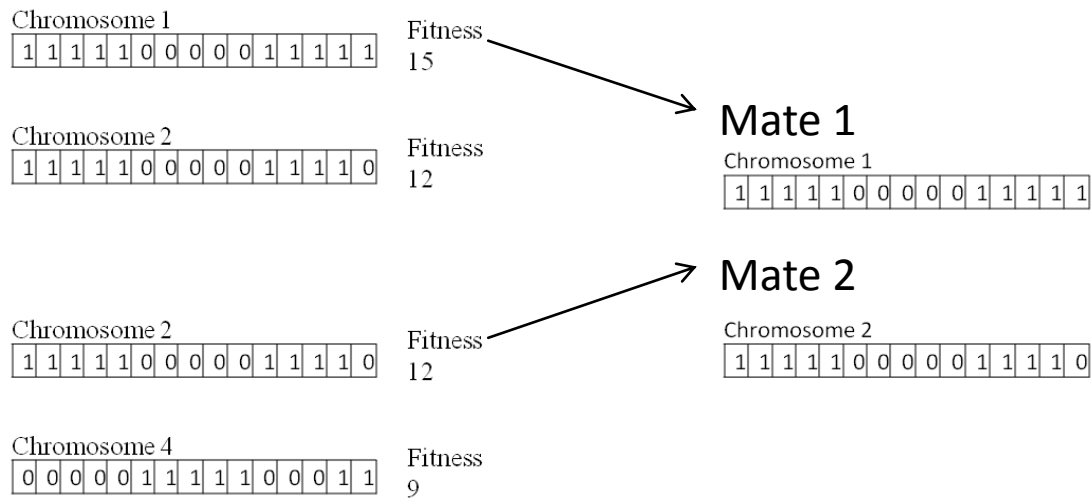 Chromosome 1
1 1 1 1 1 0 0 0 0 0 1 1 1 1 1
Fitness
15
Chromosome 2
1 1 1 1 1 0 0 0 0 0 1 1 1 1 0
Fitness
12
Mate 1
Chromosome 1
1 1 1 1 1 0 0 0 0 0 1 1 1 1 1
Mate 2
Chromosome 2
1 1 1 1 1 0 0 0 0 0 1 1 1 1 0
Chromosome 2
1 1 1 1 1 0 0 0 0 0 1 1 1 1 0
Fitness
12
Chromosome 4
0 0 0 0 0 1 1 1 1 1 0 0 0 1 1
Fitness
9